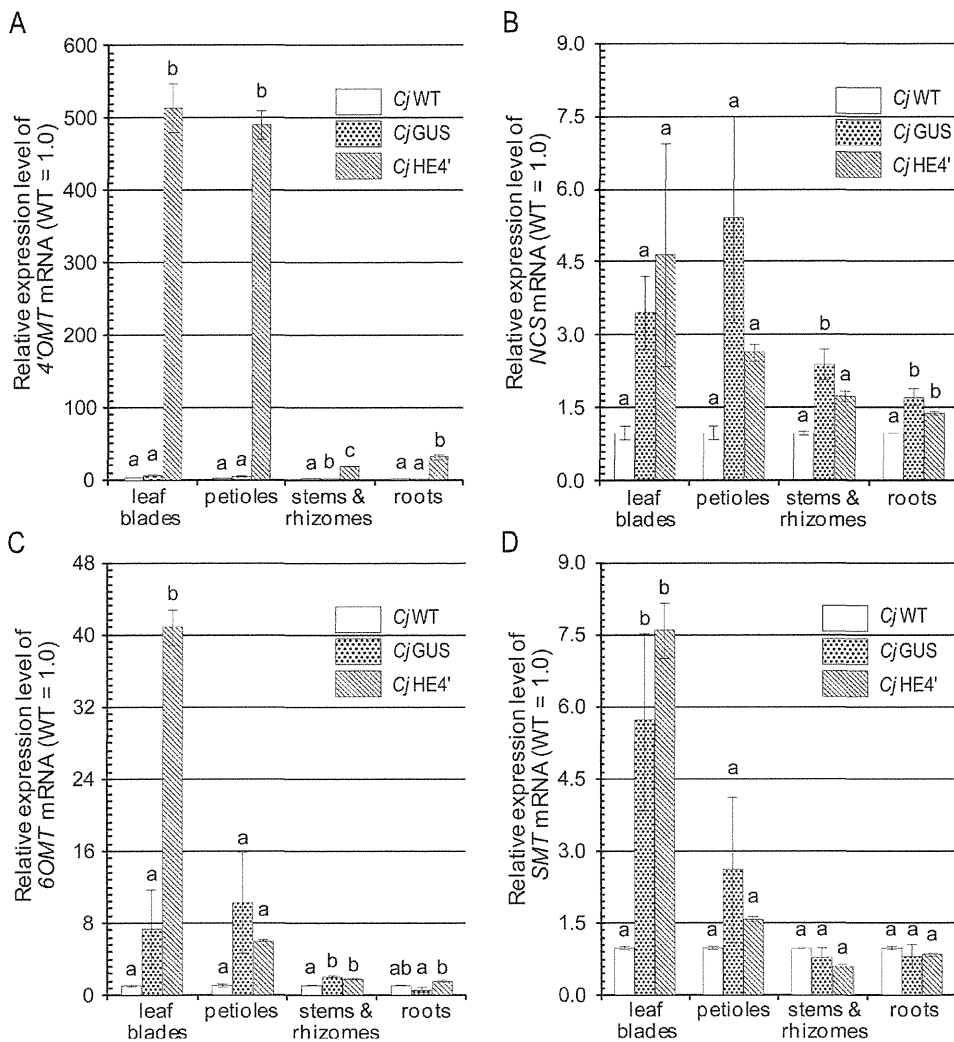 A
Relative expression level of
4'OMT mRNA (WT = 1.0)
600
500
400
300
200
100
0
CjWT
CjGUS
CjHE4'
a a b
a a b
a b c
a a b
leaf blades
petioles
stems & rhizomes
roots
B
Relative expression level of
NCS mRNA (WT = 1.0)
9.0
7.5
6.0
4.5
3.0
1.5
0.0
CjWT
CjGUS
CjHE4'
a a a
a a a
a b a
a b b
leaf blades
petioles
stems & rhizomes
roots
C
Relative expression level of
6OMT mRNA (WT = 1.0)
48
40
32
24
16
8
0
CjWT
CjGUS
CjHE4'
a a b
a a a
a b b
ab a b
leaf blades
petioles
stems & rhizomes
roots
D
Relative expression level of
SMT mRNA (WT = 1.0)
9.0
7.5
6.0
4.5
3.0
1.5
0.0
CjWT
CjGUS
CjHE4'
a b b
a a a
a a a
a a a
leaf blades
petioles
stems & rhizomes
roots